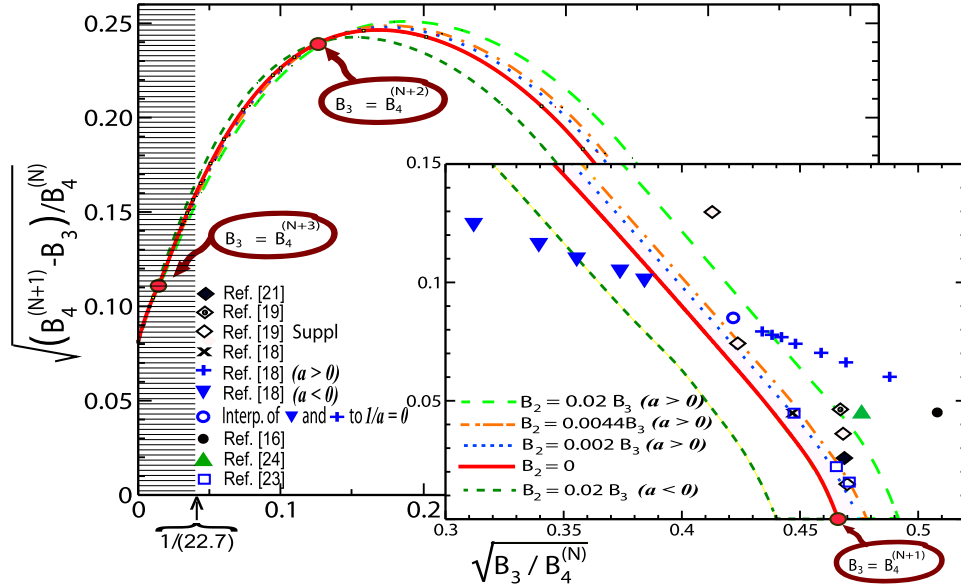 0.25
0.20
0.15
0.10
0.05
0
√(B₄^(N+1) -B₃) /B₄^(N)
B₃ = B₄^(N+2)
B₃ = B₄^(N+3)
Ref. [21]
Ref. [19]
Ref. [19] Suppl
Ref. [18]
Ref. [18] (a > 0)
Ref. [18] (a < 0)
Interp. of ▼ and + to 1/a = 0
Ref. [16]
Ref. [24]
Ref. [23]
0 0.1 0.2
1/(22.7)
0.15
0.1
0.05
B₂ = 0.02 B₃ (a > 0)
B₂ = 0.0044B₃ (a > 0)
B₂ = 0.002 B₃ (a > 0)
B₂ = 0
B₂ = 0.02 B₃ (a < 0)
0.3 0.35 0.4 0.45 0.5
√B₃ / B₄^(N)
B₃ = B₄^(N+1)